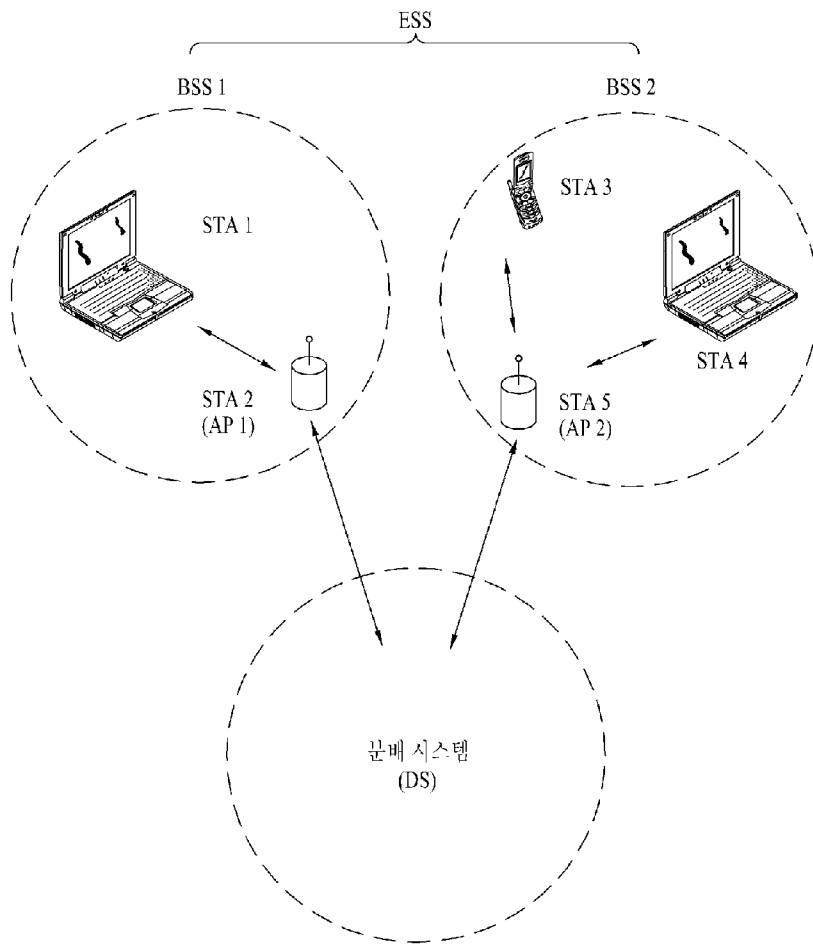 ESS
BSS 1
BSS 2
STA 1
STA 3
STA 2
(AP 1)
STA 5
(AP 2)
STA 4
분배 시스템
(DS)